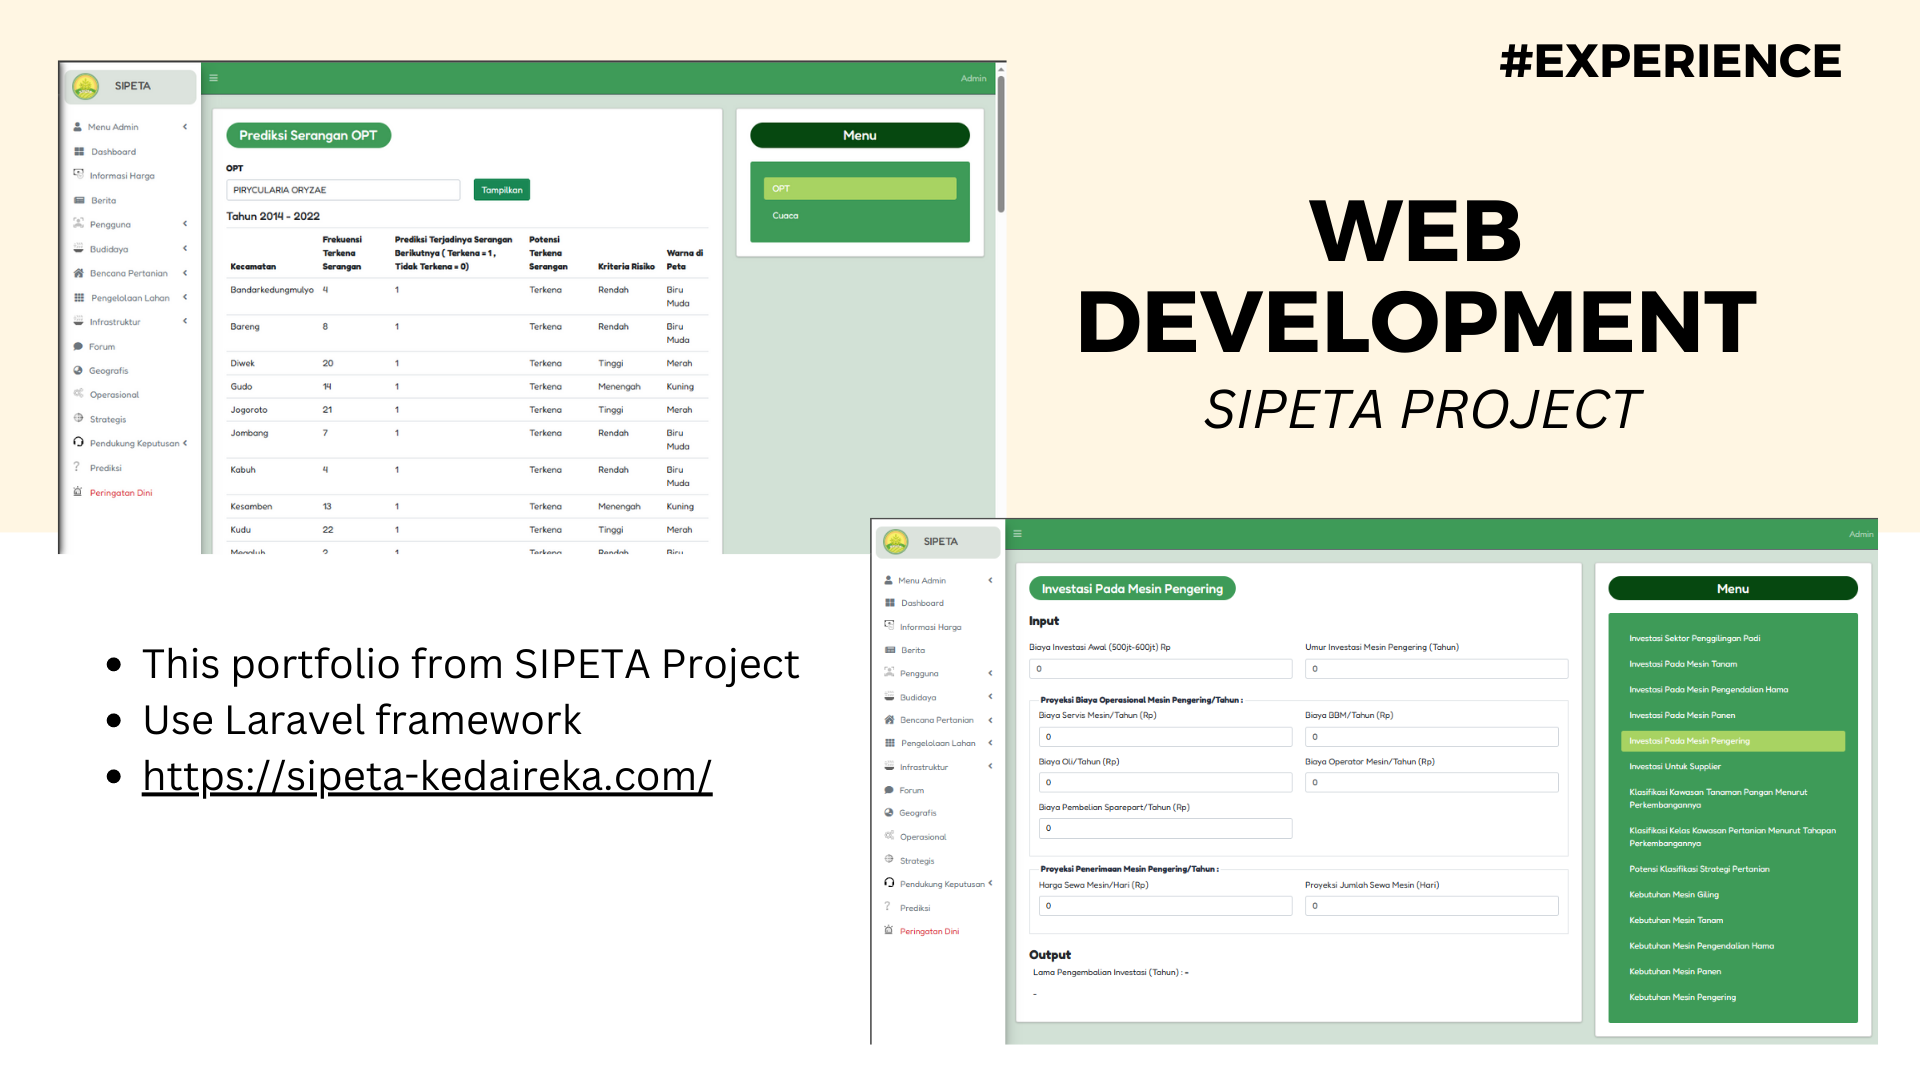 #EXPERIENCE
WEB
DEVELOPMENT
SIPETA PROJECT
SIPETA
Admin
Menu Admin
Dashboard
Informasi Harga
Berita
Pengguna
Budidaya
Bencana Pertanian
Pengelolaan Lahan
Infrastruktur
Forum
Geografis
Operasional
Strategis
Pendukung Keputusan
Prediksi
Peringatan Dini
Prediksi Serangan OPT
OPT
PIRYCULARIA ORYZAE
Tampilkan
Tahun 2014 - 2022
Kecamatan Frekuensi Terkena Serangan Prediksi Terjadinya Serangan Berikutnya ( Terkena = 1 , Tidak Terkena = 0) Potensi Terkena Serangan Kriteria Risiko Warna di Peta
Bandarkedungmulyo 4 1 Terkena Rendah Biru Muda
Bareng 8 1 Terkena Rendah Biru Muda
Diwek 20 1 Terkena Tinggi Merah
Gudo 14 1 Terkena Menengah Kuning
Jogoroto 21 1 Terkena Tinggi Merah
Jombang 7 1 Terkena Rendah Biru Muda
Kabuh 4 1 Terkena Rendah Biru Muda
Kesamben 13 1 Terkena Menengah Kuning
Kudu 22 1 Terkena Tinggi Merah
Megaluh 2 1 Terkena Rendah Biru
Menu
OPT
Cuaca
• This portfolio from SIPETA Project
• Use Laravel framework
• https://sipeta-kedaireka.com/
SIPETA
Admin
Menu Admin
Dashboard
Informasi Harga
Berita
Pengguna
Budidaya
Bencana Pertanian
Pengelolaan Lahan
Infrastruktur
Forum
Geografis
Operasional
Strategis
Pendukung Keputusan
Prediksi
Peringatan Dini
Investasi Pada Mesin Pengering
Input
Biaya Investasi Awal (500jt-600jt) Rp Umur Investasi Mesin Pengering (Tahun)
0 0
Proyeksi Biaya Operasional Mesin Pengering/Tahun :
Biaya Servis Mesin/Tahun (Rp) Biaya BBM/Tahun (Rp)
0 0
Biaya Oli/Tahun (Rp) Biaya Operator Mesin/Tahun (Rp)
0 0
Biaya Pembelian Sparepart/Tahun (Rp)
0
Proyeksi Penerimaan Mesin Pengering/Tahun :
Harga Sewa Mesin/Hari (Rp) Proyeksi Jumlah Sewa Mesin (Hari)
0 0
Output
Lama Pengembalian Investasi (Tahun) : -
-
Menu
Investasi Sektor Penggilingan Padi
Investasi Pada Mesin Tanam
Investasi Pada Mesin Pengendalian Hama
Investasi Pada Mesin Panen
Investasi Pada Mesin Pengering
Investasi Untuk Supplier
Klasifikasi Kawasan Tanaman Pangan Menurut
Perkembangannya
Klasifikasi Kelas Kawasan Pertanian Menurut Tahapan
Perkembangannya
Potensi Klasifikasi Strategi Pertanian
Kebutuhan Mesin Giling
Kebutuhan Mesin Tanam
Kebutuhan Mesin Pengendalian Hama
Kebutuhan Mesin Panen
Kebutuhan Mesin Pengering